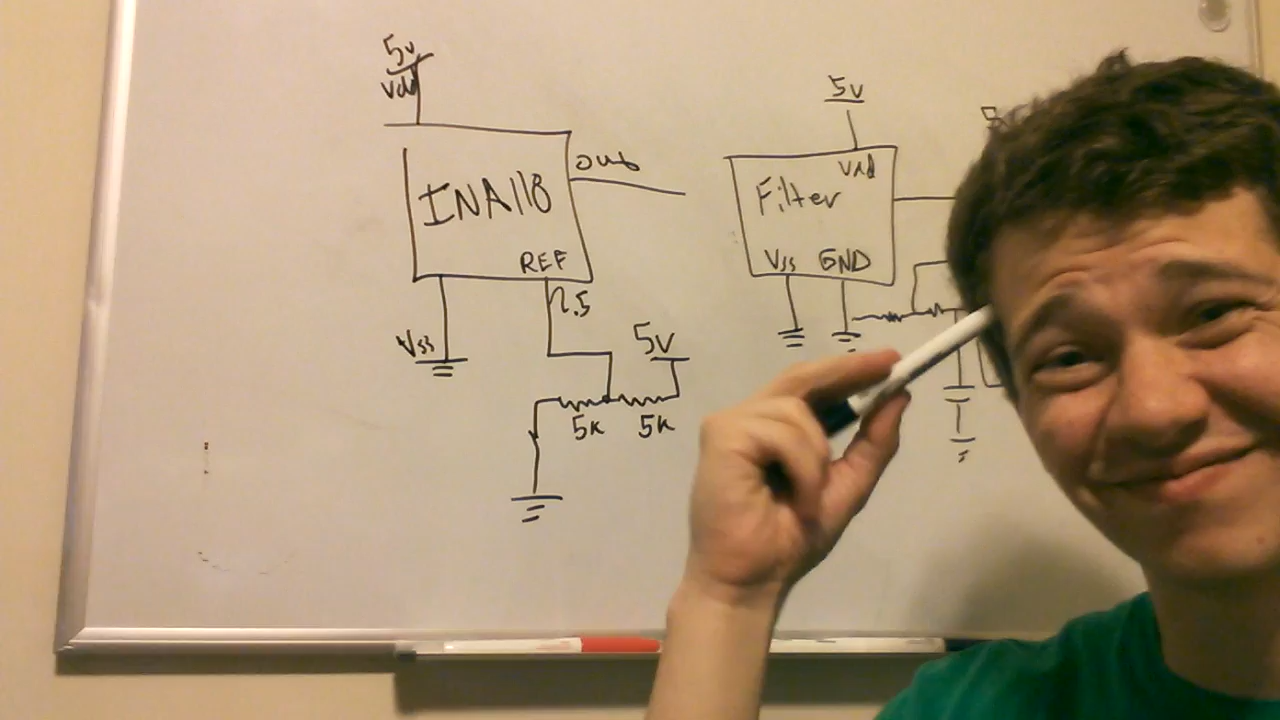 5v
Vdd
INA118
out
REF
2.5
Vss
5v
5k 5k
5v
Vdd
Filter
Vss GND